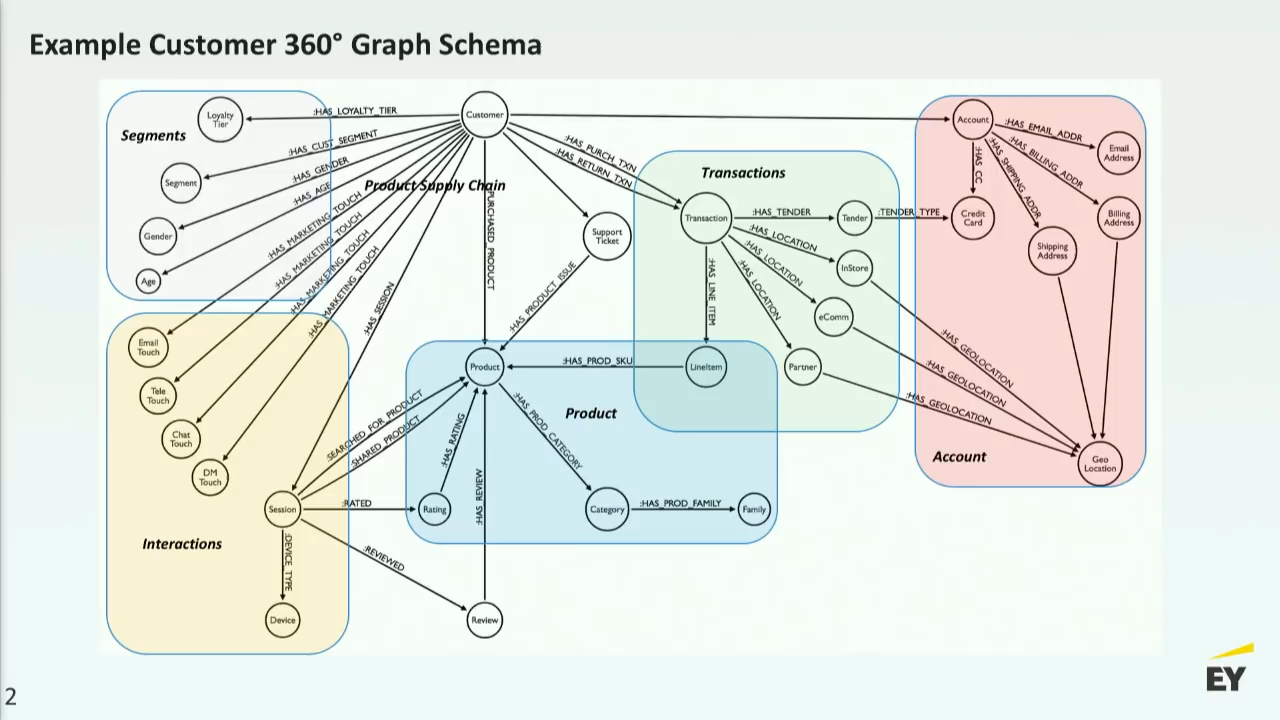 Example Customer 360° Graph Schema
Segments
Loyalty
Tier
:HAS_LOYALTY_TIER
Customer
:HAS_CUST_SEGMENT
Segment
:HAS_GENDER
Gender
:HAS_AGE
Age
Product Supply Chain
:HAS_MARKETING_TOUCH
:HAS_MARKETING_TOUCH
:HAS_MARKETING_TOUCH
:HAS_MARKETING_TOUCH
:HAS_SESSION
PURCHASED_PRODUCT
:HAS_PURCH_TXN
:HAS_RETURN_TXN
Support
Ticket
:HAS_PRODUCT_ISSUE
Transactions
Transaction
:HAS_TENDER
Tender
:TENDER_TYPE
:HAS_LOCATION
InStore
:HAS_LOCATION
eComm
:HAS_LOCATION
Partner
:HAS_LINE_ITEM
LineItem
:HAS_PROD_SKU
Account
:HAS_EMAIL_ADDR
Email
Address
:HAS_BILLING_ADDR
Billing
Address
:HAS_SHIPPING_ADDR
Shipping
Address
:HAS_CC
Credit
Card
:HAS_GEOLOCATION
:HAS_GEOLOCATION
:HAS_GEOLOCATION
Account
Geo
Location
Email
Touch
Tele
Touch
Chat
Touch
DM
Touch
Interactions
Session
:SEARCHED_FOR_PRODUCT
:SHARED_PRODUCT
:RATED
:REVIEWED
:DEVICE_TYPE
Device
Product
Product
:HAS_RATING
Rating
:HAS_REVIEW
Review
:HAS_PROD_CATEGORY
Category
:HAS_PROD_FAMILY
Family
2
EY